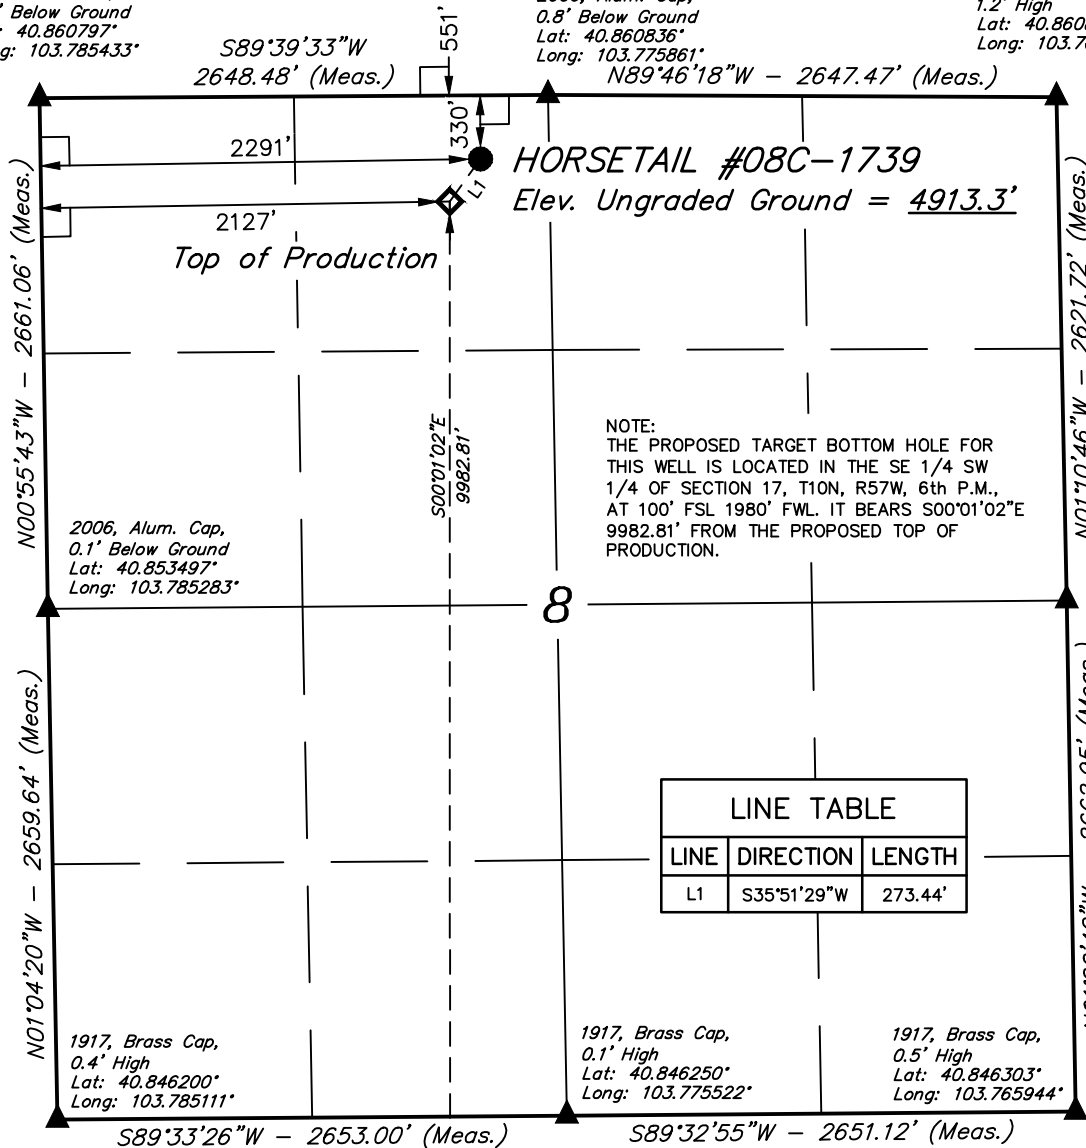 ' Below Ground
40.860797°
g: 103.785433°
S89°39'33"W
2648.48' (Meas.)
551'
0.8' Below Ground
Lat: 40.860836°
Long: 103.775861°
N89°46'18"W - 2647.47' (Meas.)
1.2' High
Lat:
Long:
330'
2291'
L1
HORSETAIL #08C-1739
Elev. Ungraded Ground = 4913.3'
2127'
Top of Production
N00°55'43"W - 2661.06' (Meas.)
N01°10'46"W - 2621.72' (Meas.)
S00°01'02"E
9982.81'
NOTE:
THE PROPOSED TARGET BOTTOM HOLE FOR
THIS WELL IS LOCATED IN THE SE 1/4 SW
1/4 OF SECTION 17, T10N, R57W, 6th P.M.,
AT 100' FSL 1980' FWL. IT BEARS S00°01'02"E
9982.81' FROM THE PROPOSED TOP OF
PRODUCTION.
2006, Alum. Cap,
0.1' Below Ground
Lat: 40.853497°
Long: 103.785283°
8
N01°04'20"W - 2659.64' (Meas.)
LINE TABLE
LINE DIRECTION LENGTH
L1 S35°51'29"W 273.44'
1917, Brass Cap,
0.4' High
Lat: 40.846200°
Long: 103.785111°
1917, Brass Cap,
0.1' High
Lat: 40.846250°
Long: 103.775522°
1917, Brass Cap,
0.5' High
Lat: 40.846303°
Long: 103.765944°
S89°33'26"W - 2653.00' (Meas.)
S89°32'55"W - 2651.12' (Meas.)